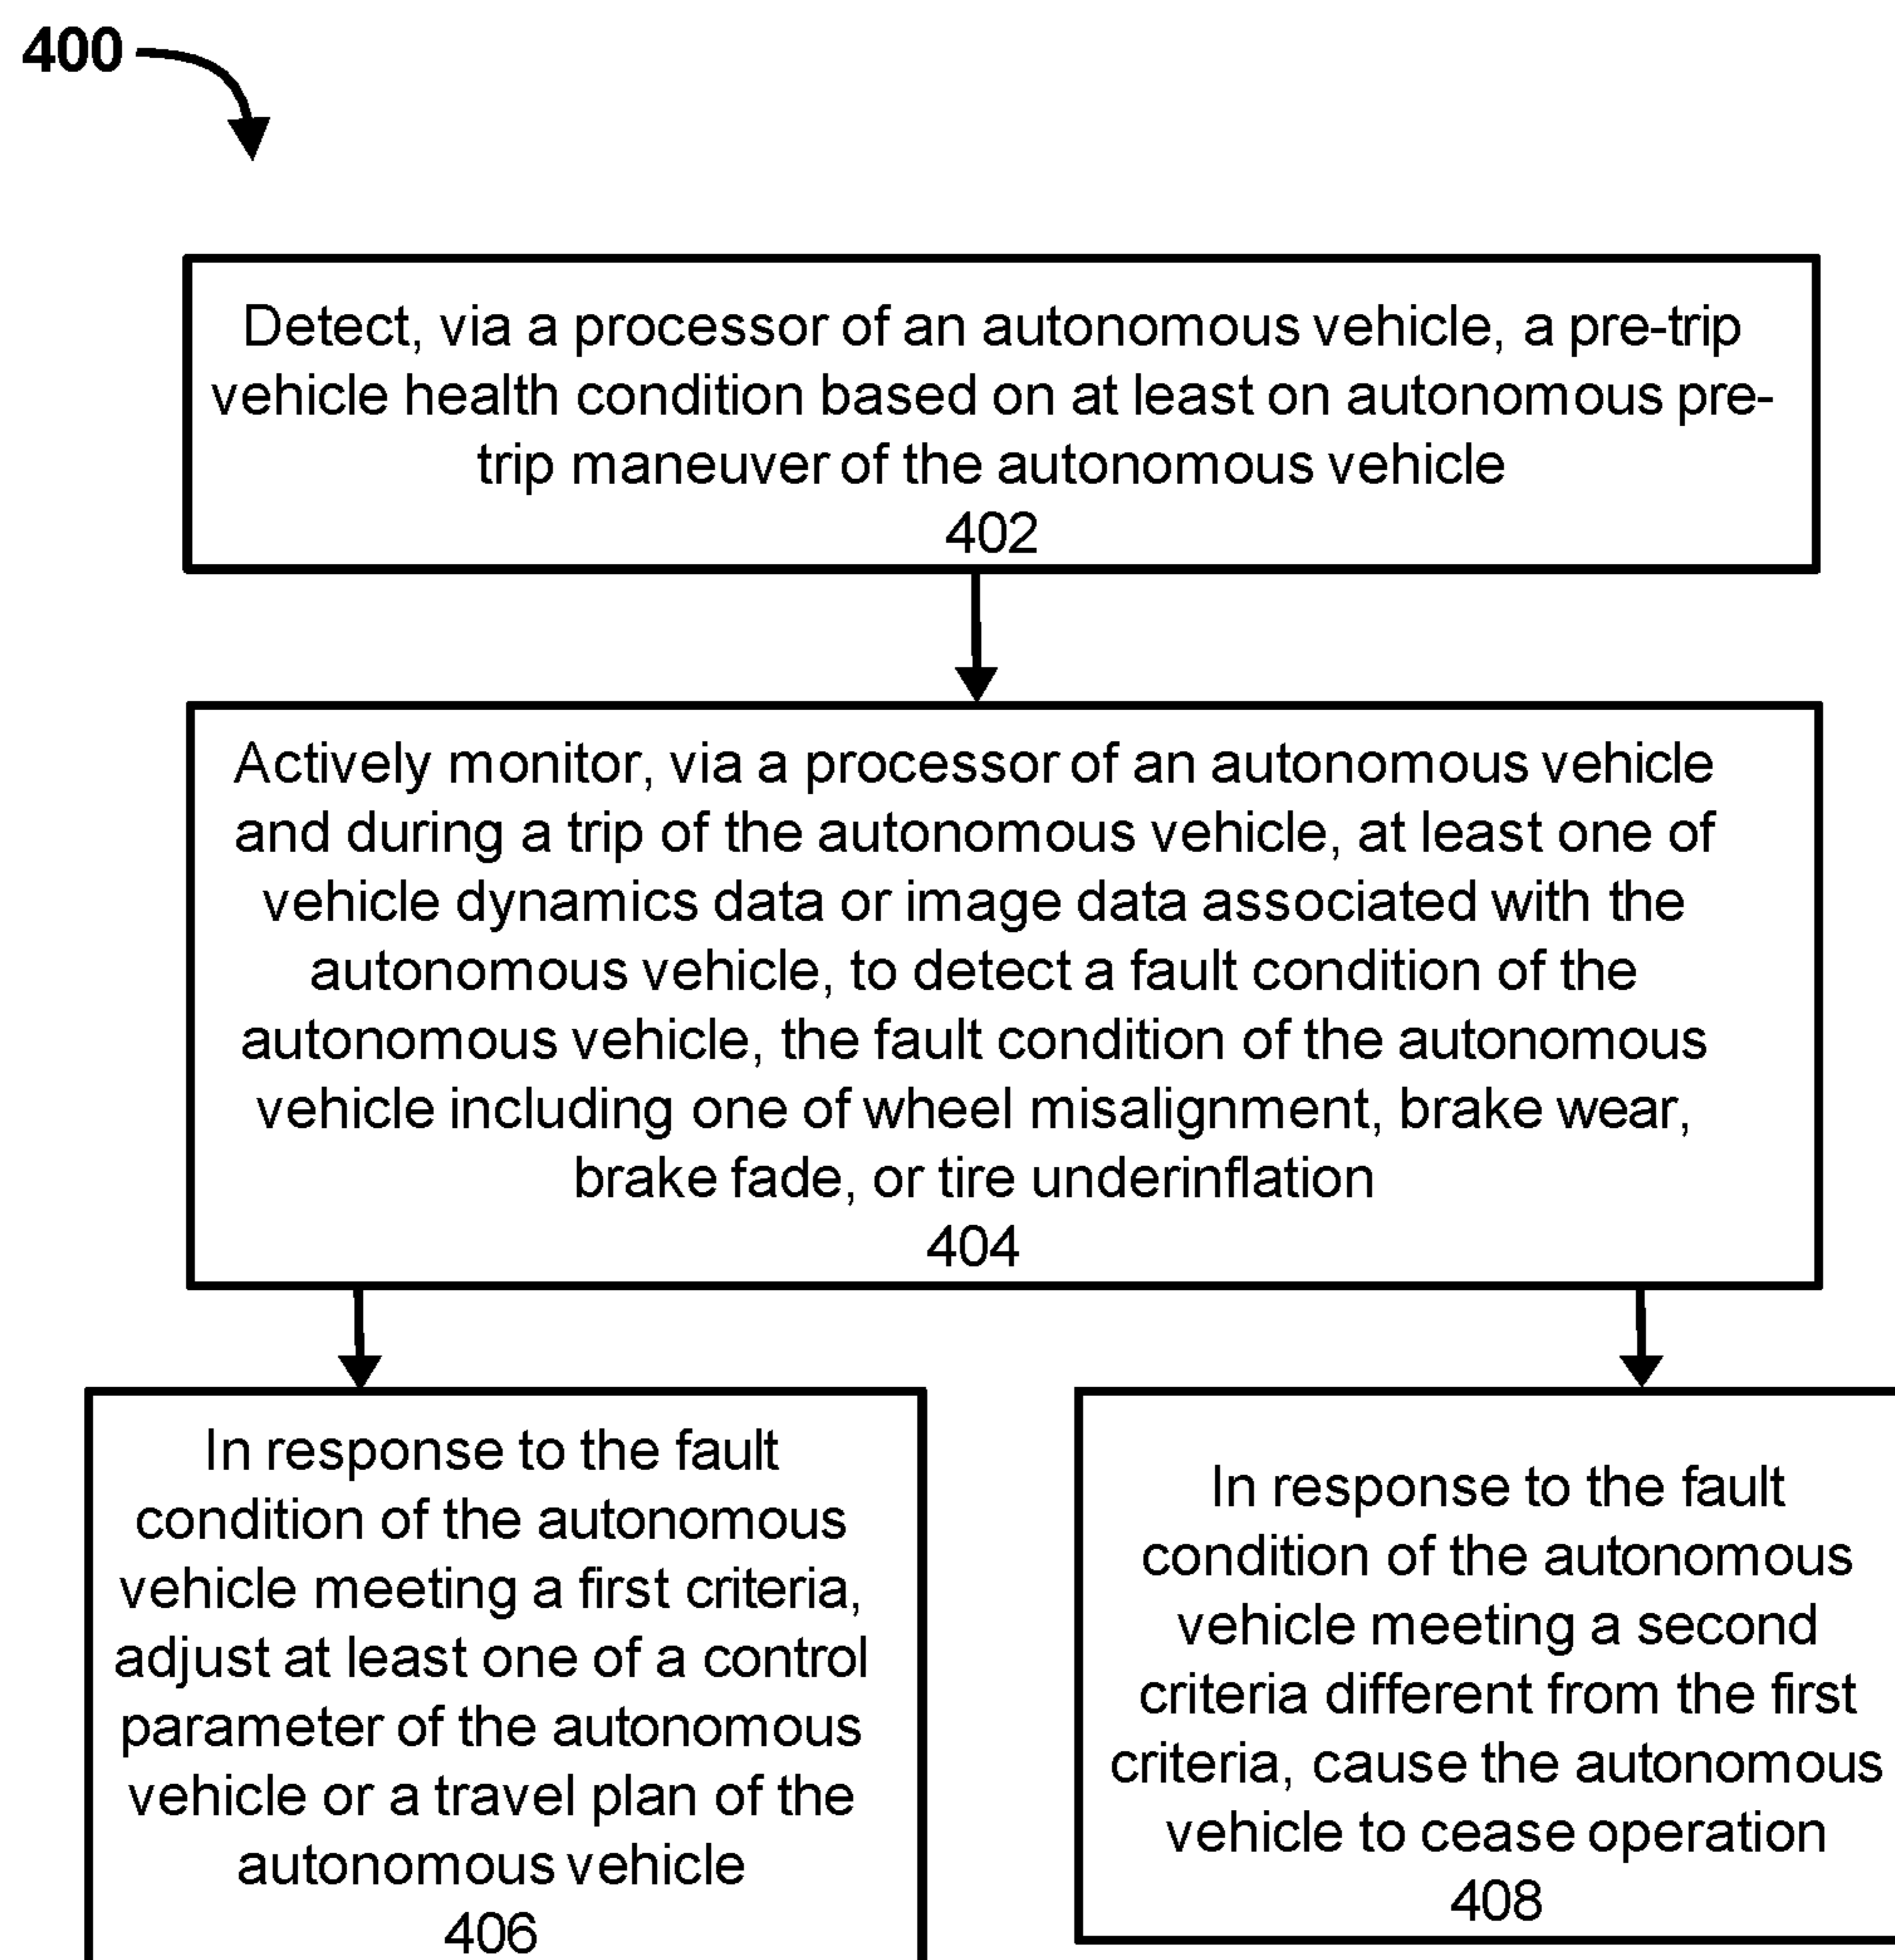 400
Detect, via a processor of an autonomous vehicle, a pre-trip
vehicle health condition based on at least on autonomous pre-
trip maneuver of the autonomous vehicle
402
Actively monitor, via a processor of an autonomous vehicle
and during a trip of the autonomous vehicle, at least one of
vehicle dynamics data or image data associated with the
autonomous vehicle, to detect a fault condition of the
autonomous vehicle, the fault condition of the autonomous
vehicle including one of wheel misalignment, brake wear,
brake fade, or tire underinflation
404
In response to the fault
condition of the autonomous
vehicle meeting a first criteria,
adjust at least one of a control
parameter of the autonomous
vehicle or a travel plan of the
autonomous vehicle
406
In response to the fault
condition of the autonomous
vehicle meeting a second
criteria different from the first
criteria, cause the autonomous
vehicle to cease operation
408